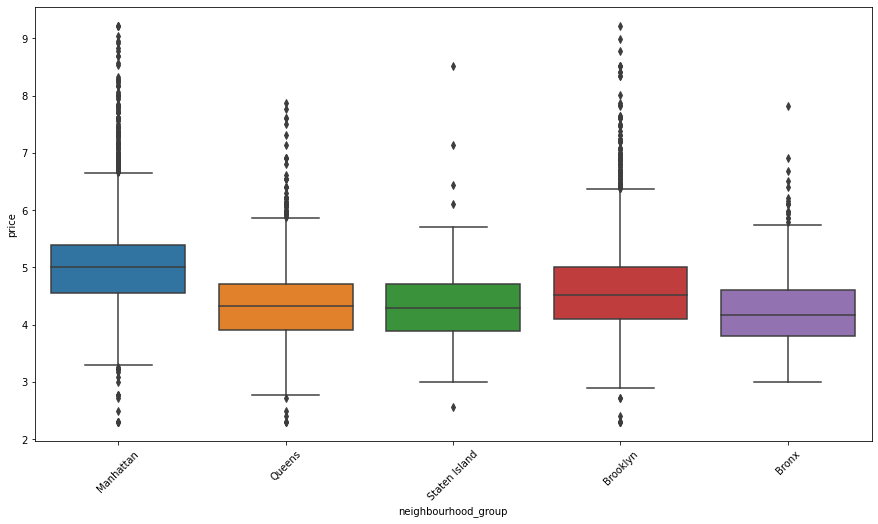 9
8
7
6
5
4
3
2
price
Manhattan
Queens
Staten Island
Brooklyn
Bronx
neighbourhood_group